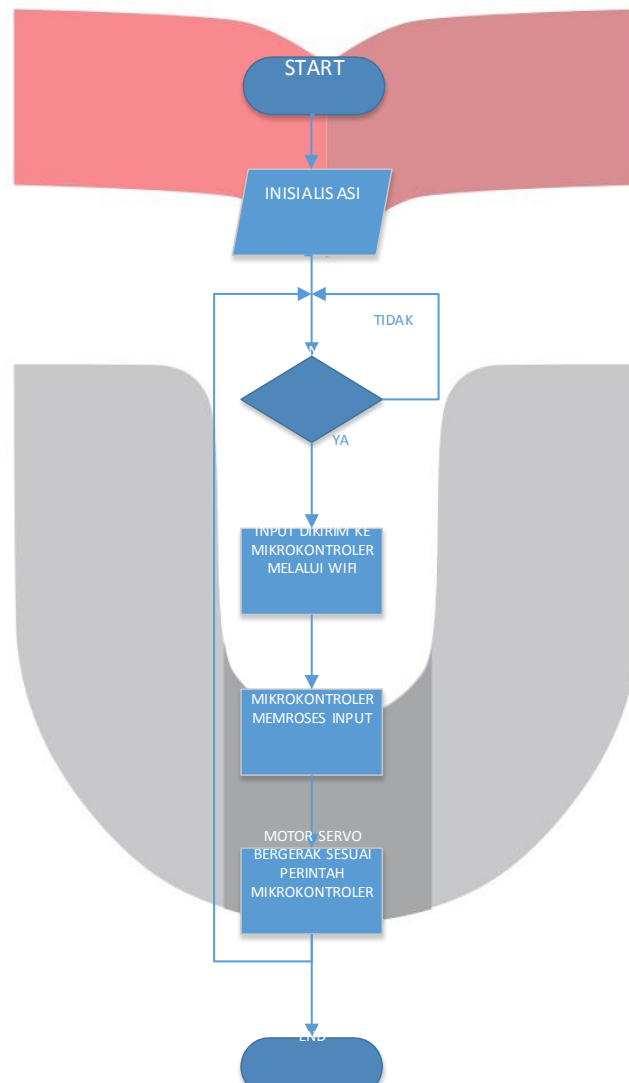 START
INISIALIS ASI
TIDAK
YA
INPUT DIKIRIM KE
MIKROKONTROLER
MELALUI WIFI
MIKROKONTROLER
MEMROSES INPUT
MOTOR SERVO
BERGERAK SESUAI
PERINTAH
MIKROKONTROLER
END